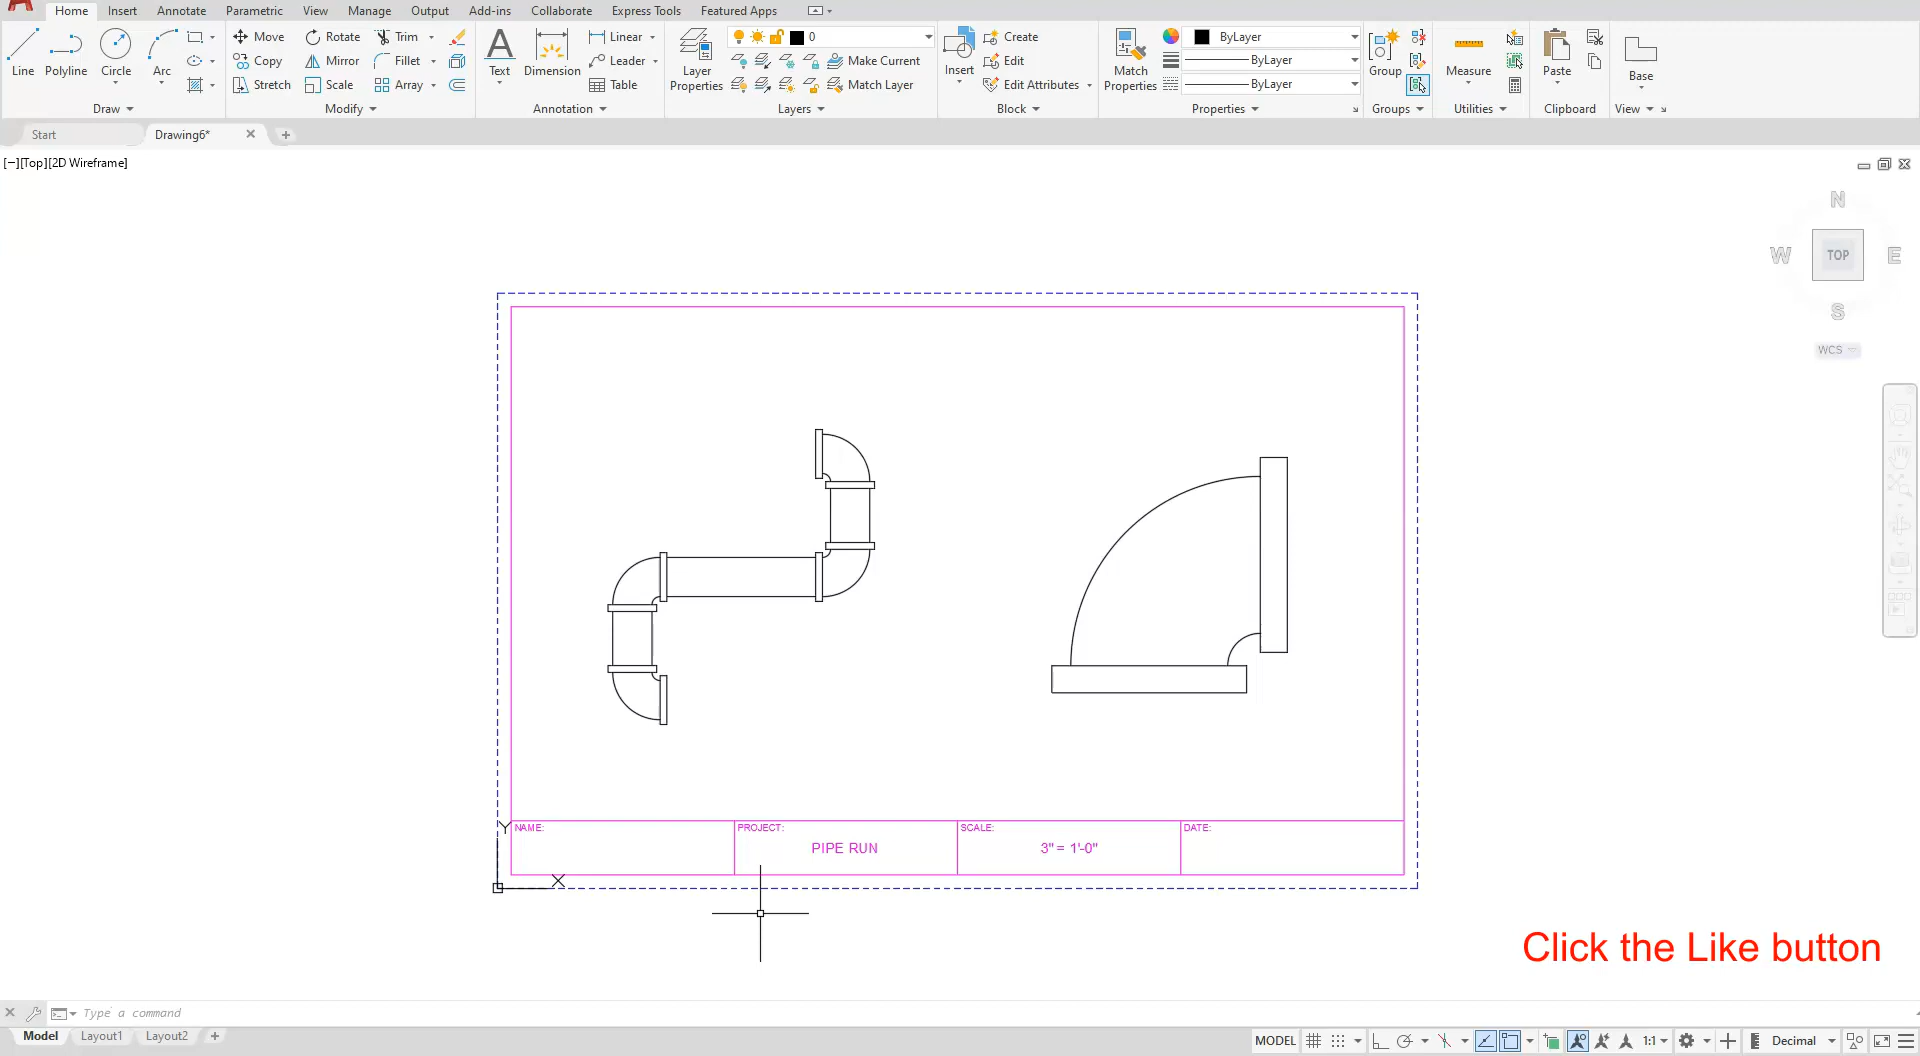 Home Insert Annotate Parametric View Manage Output Add-ins Collaborate Express Tools Featured Apps
Line Polyline Circle Arc
Move Rotate Trim
Copy Mirror Fillet
Stretch Scale Array
Text Dimension
Linear
Leader
Table
Layer Properties
0
Make Current
Match Layer
Insert
Create
Edit
Edit Attributes
Match Properties
ByLayer
ByLayer
ByLayer
Group
Measure
Paste
Base
Draw Modify Annotation Layers Block Properties Groups Utilities Clipboard View
Start Drawing6*
[−][Top][2D Wireframe]
N
W TOP E
S
WCS
Y NAME: PROJECT: SCALE: DATE:
PIPE RUN 3" = 1'-0"
X
Click the Like button
Type a command
Model Layout1 Layout2
MODEL 1:1 Decimal